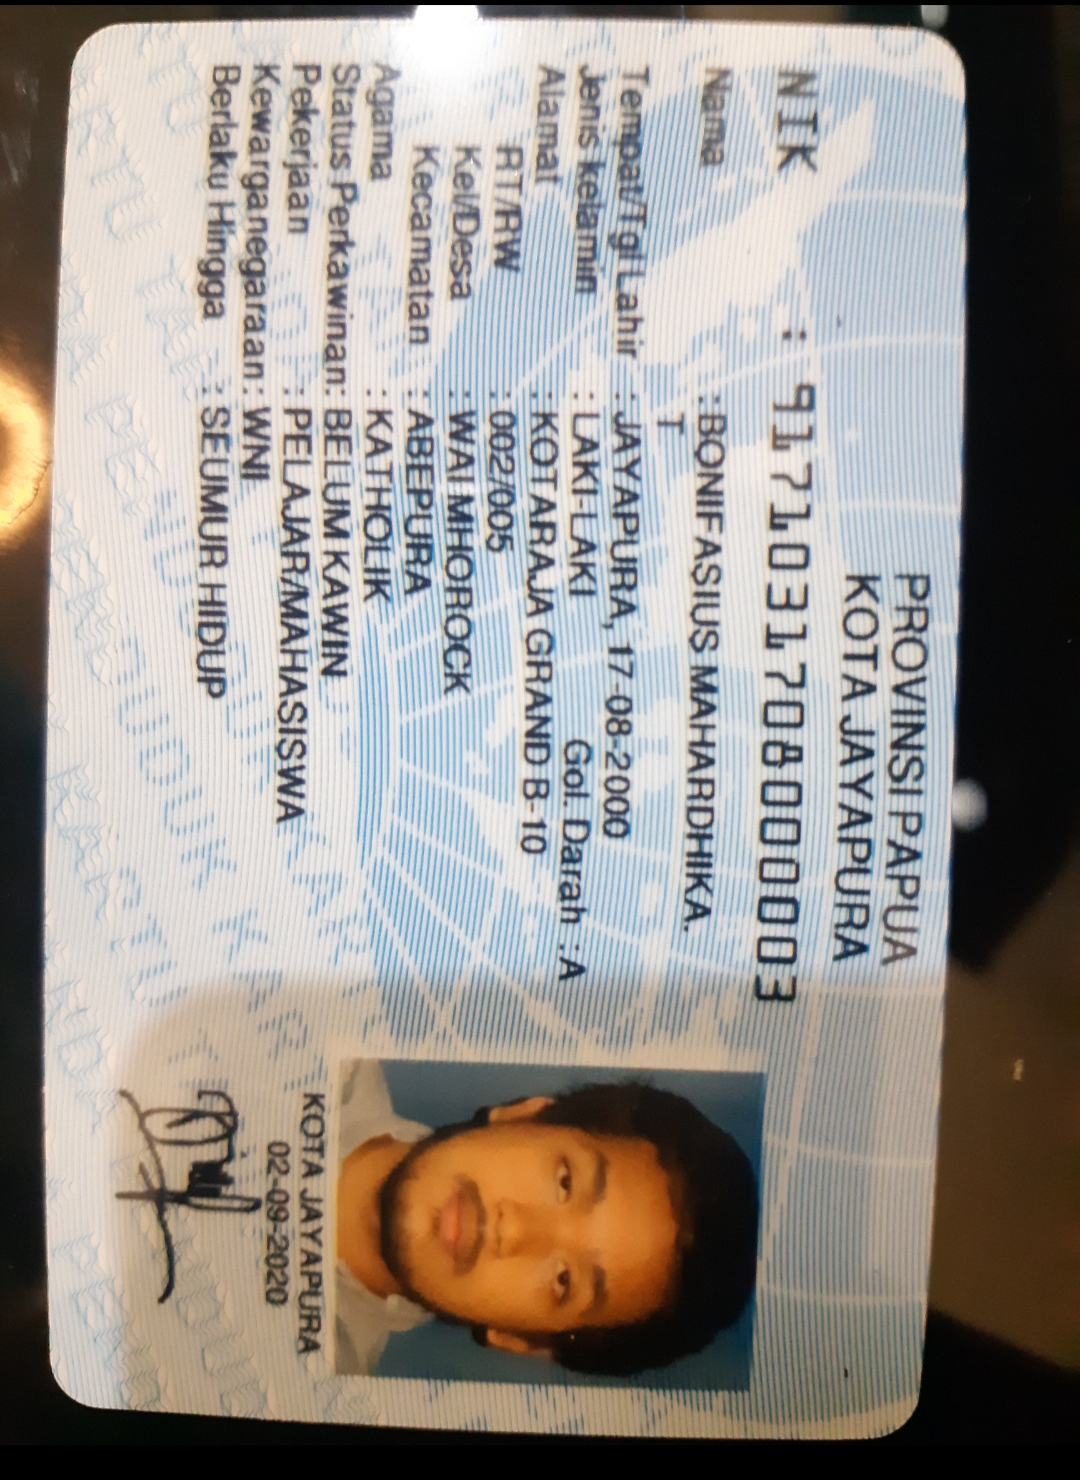 PROVINSI PAPUA
KOTA JAYAPURA
NIK : 9171031708000003
Nama : BONIFASIUS MAHARDHIKA.
T
Tempat/Tgl Lahir : JAYAPURA, 17-08-2000
Jenis kelamin : LAKI-LAKI Gol. Darah : A
Alamat : KOTARAJA GRAND B-10
RT/RW : 002/005
Kel/Desa : WAI MHOROCK
Kecamatan : ABEPURA
Agama : KATHOLIK
Status Perkawinan: BELUM KAWIN
Pekerjaan : PELAJAR/MAHASISWA
Kewarganegaraan : WNI
Berlaku Hingga : SEUMUR HIDUP
KOTA JAYAPURA
02-09-2020